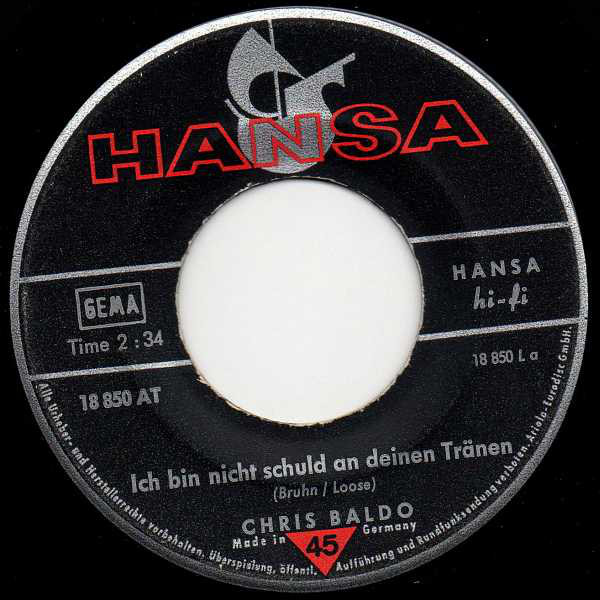 HANSA
GEMA
HANSA
hi-fi
Time 2 : 34
18 850 L a
18 850 AT
Ich bin nicht schuld an deinen Tränen
(Bruhn / Loose)
CHRIS BALDO
Made in Germany
45
Alle Urheber- und Herstellerrechte vorbehalten. Überspielung, öffentl. Aufführung und Rundfunksendung verboten. Ariola-Eurodisc GmbH.